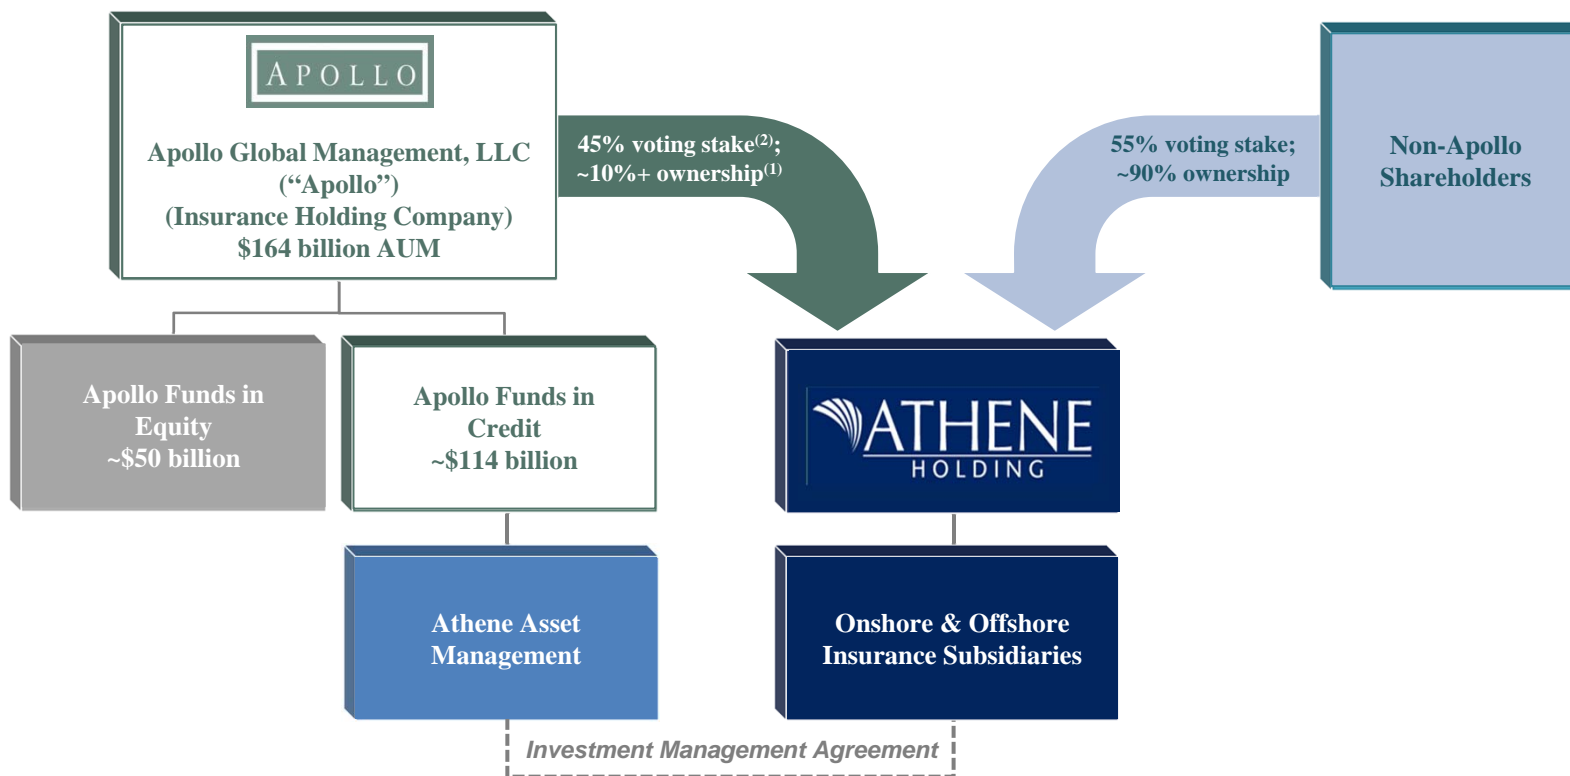 APOLLO
Apollo Global Management, LLC
(“Apollo”)
(Insurance Holding Company)
$164 billion AUM
45% voting stake(2);
~10%+ ownership(1)
55% voting stake;
~90% ownership
Non-Apollo
Shareholders
Apollo Funds in
Equity
~$50 billion
Apollo Funds in
Credit
~$114 billion
ATHENE
HOLDING
Athene Asset
Management
Onshore & Offshore
Insurance Subsidiaries
Investment Management Agreement